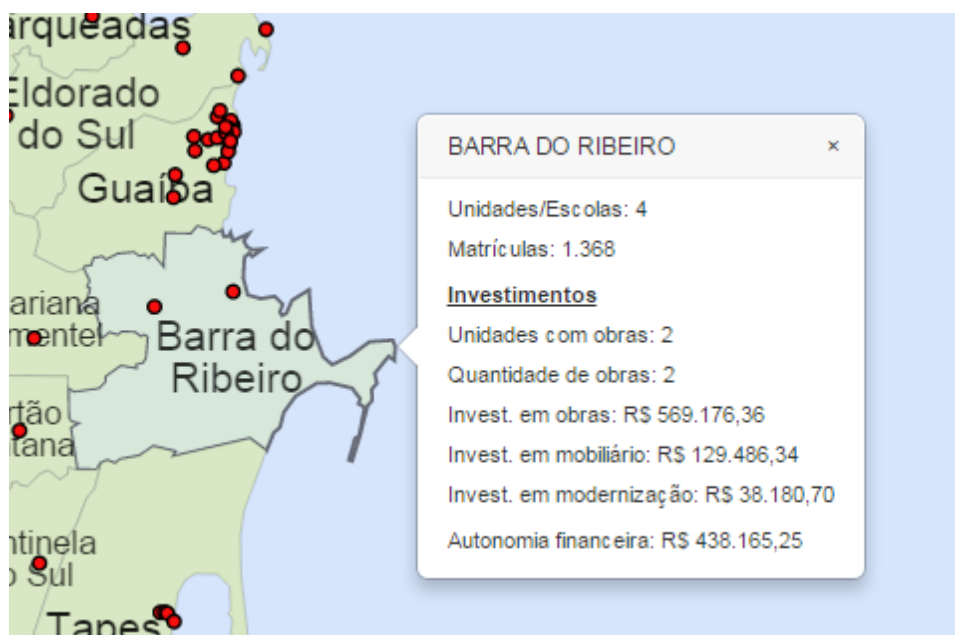 arqueadas
Eldorado
do Sul
Guaíba
ariana
mentel
Barra do
Ribeiro
rtão
tana
ntinela
o Sul
Tapes
BARRA DO RIBEIRO ×
Unidades/Escolas: 4
Matrículas: 1.368
Investimentos
Unidades com obras: 2
Quantidade de obras: 2
Invest. em obras: R$ 569.176,36
Invest. em mobiliário: R$ 129.486,34
Invest. em modernização: R$ 38.180,70
Autonomia financeira: R$ 438.165,25